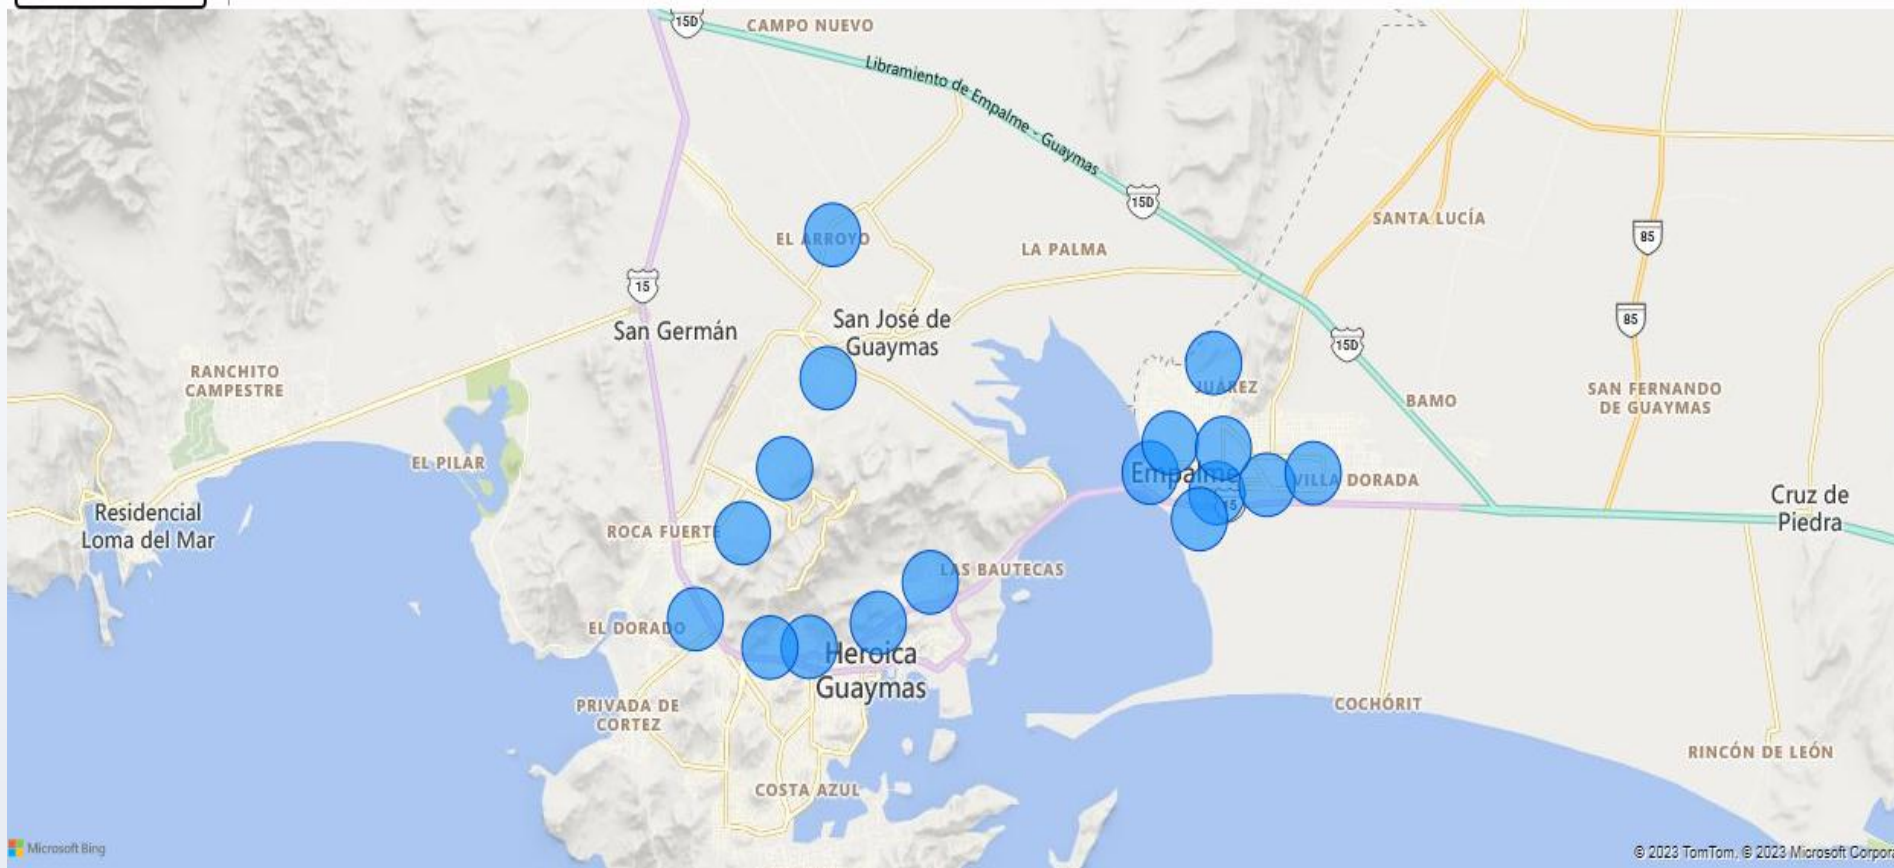 15D
CAMPO NUEVO
Libramiento de Empalme - Guaymas
15D
SANTA LUCÍA
85
EL ARROYO
LA PALMA
15
San Germán
San José de
Guaymas
85
15D
RANCHITO
CAMPESTRE
JUÁREZ
BAMO
SAN FERNANDO
DE GUAYMAS
EL PILAR
Empalme
VILLA DORADA
15
Residencial
Loma del Mar
Cruz de
Piedra
ROCA FUERTE
LAS BAUTECAS
EL DORADO
Heroica
Guaymas
PRIVADA DE
CORTEZ
COCHÓRIT
RINCÓN DE LEÓN
COSTA AZUL
Microsoft Bing
© 2023 TomTom, © 2023 Microsoft Corpora